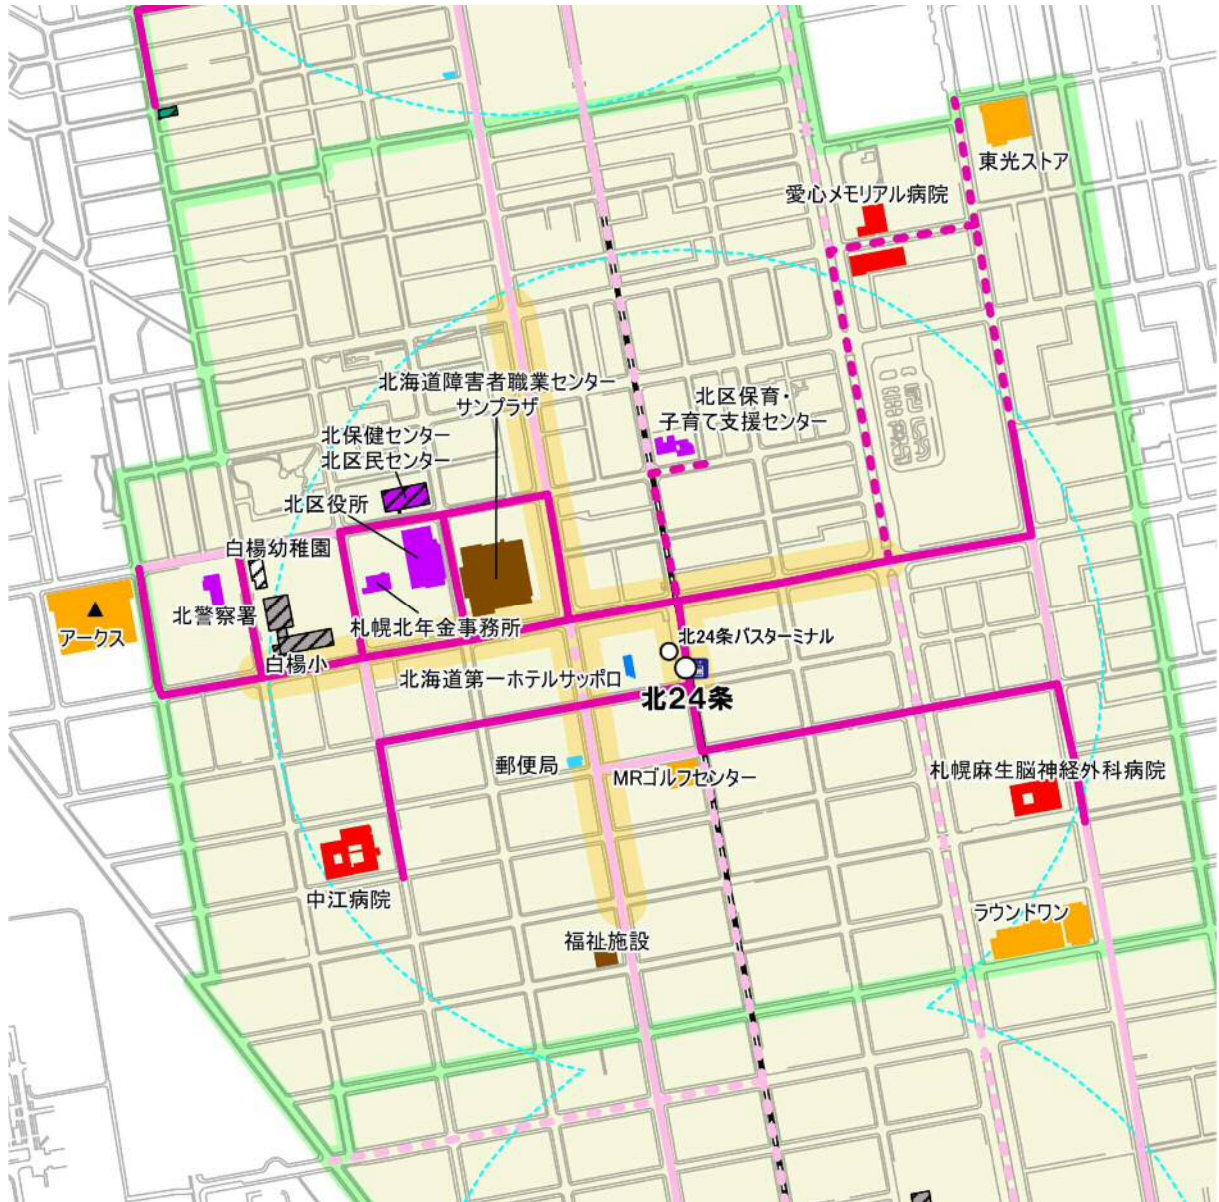 東光ストア
愛心メモリアル病院
北海道障害者職業センター
サンプラザ
北区保育・
子育て支援センター
北保健センター
北区民センター
北区役所
白楊幼稚園
北警察署
アークス
札幌北年金事務所
白楊小
北24条バスターミナル
北海道第一ホテルサッポロ
北24条
郵便局
MRゴルフセンター
札幌麻生脳神経外科病院
中江病院
ラウンドワン
福祉施設